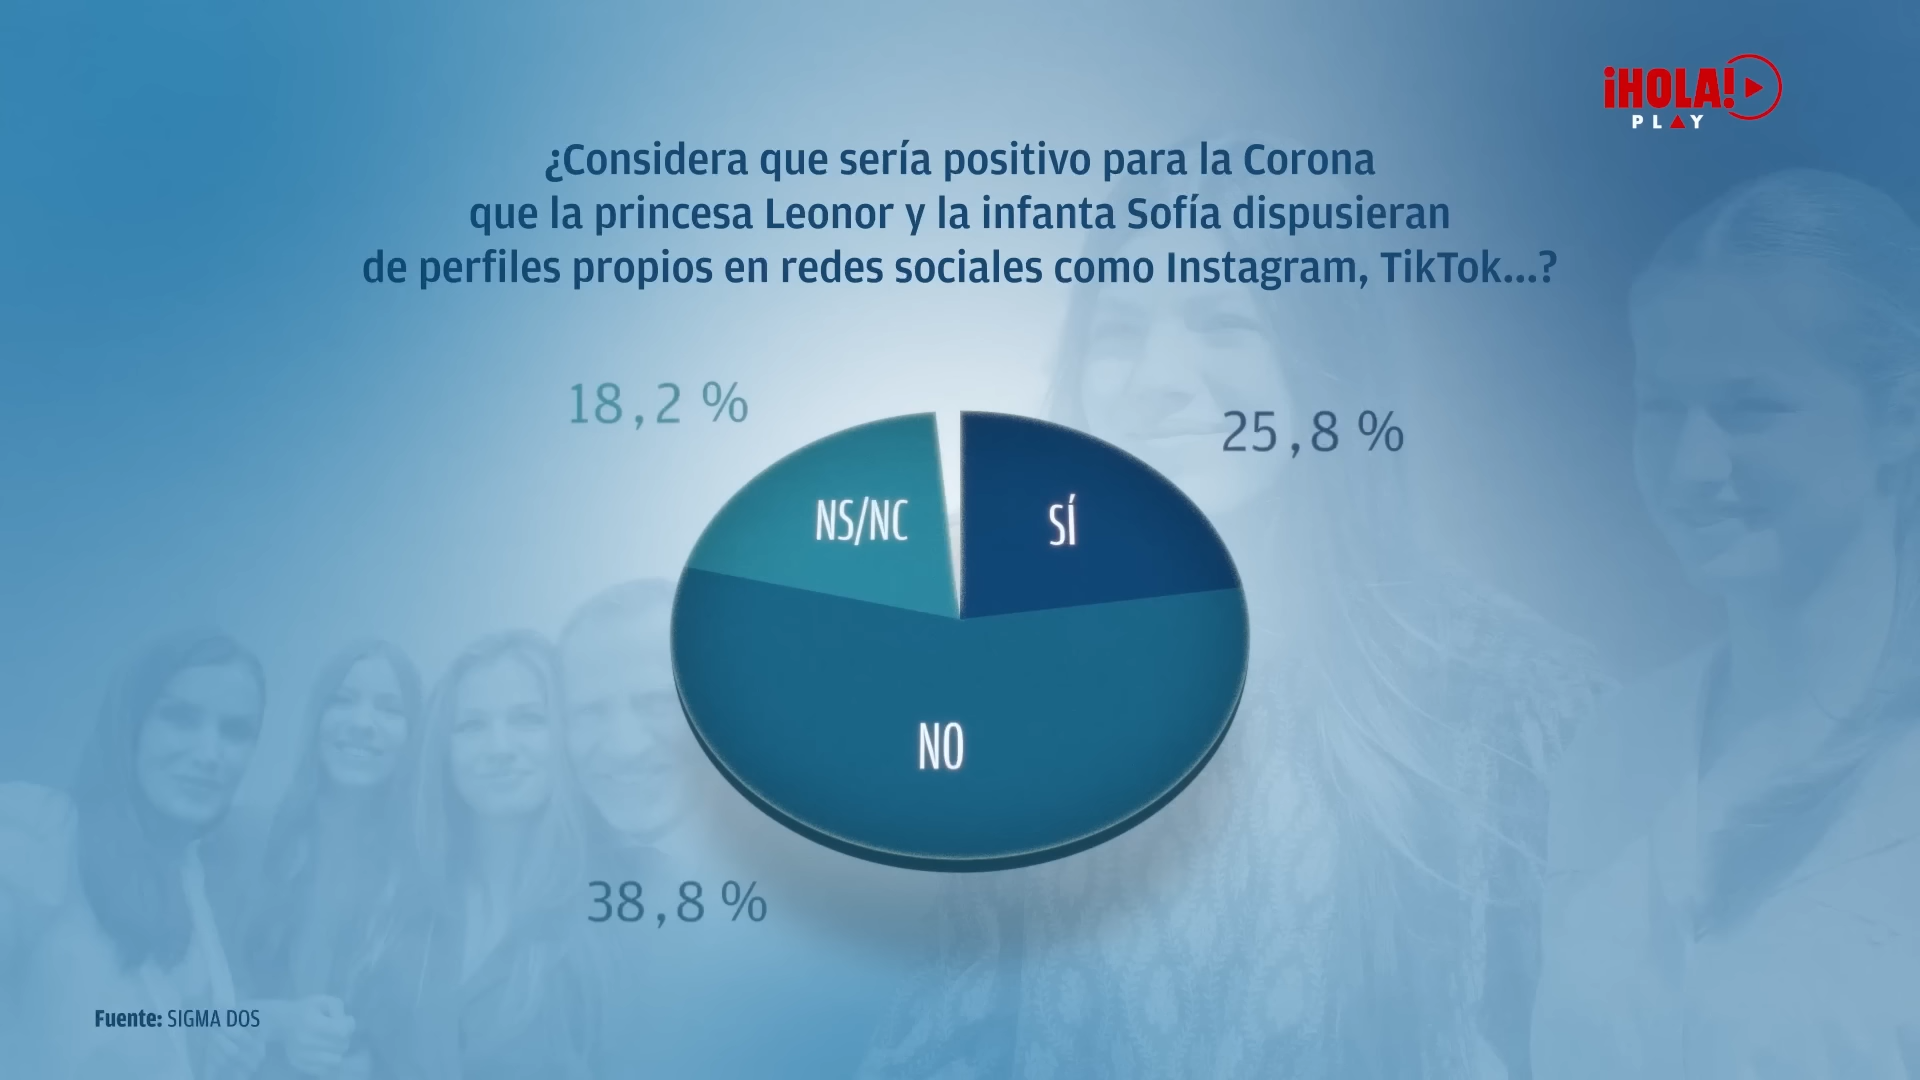 ¡HOLA!
PLAY
¿Considera que sería positivo para la Corona
que la princesa Leonor y la infanta Sofía dispusieran
de perfiles propios en redes sociales como Instagram, TikTok...?
18,2 %
25,8 %
NS/NC
SÍ
NO
38,8 %
Fuente: SIGMA DOS